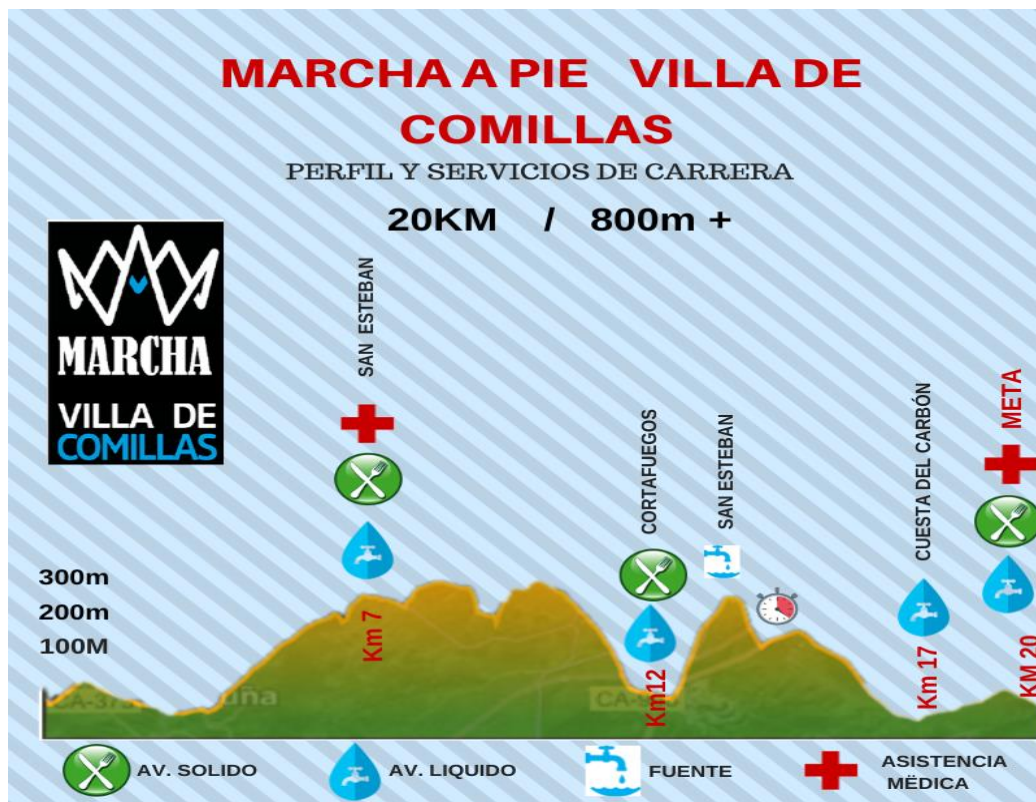 MARCHA A PIE VILLA DE
COMILLAS
PERFIL Y SERVICIOS DE CARRERA
20KM / 800m +
MARCHA
VILLA DE
COMILLAS
SAN ESTEBAN
CORTAFUEGOS
SAN ESTEBAN
CUESTA DEL CARBÓN
META
300m
200m
100M
Km 7
Km12
Km 17
KM 20
AV. SOLIDO
AV. LIQUIDO
FUENTE
ASISTENCIA
MËDICA